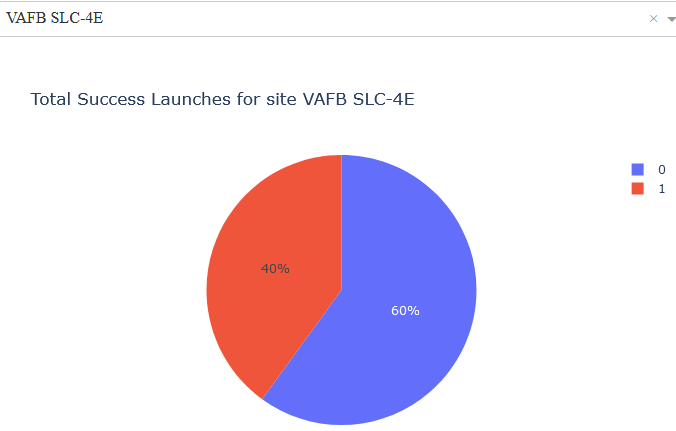 VAFB SLC-4E
×
Total Success Launches for site VAFB SLC-4E
0
1
40%
60%